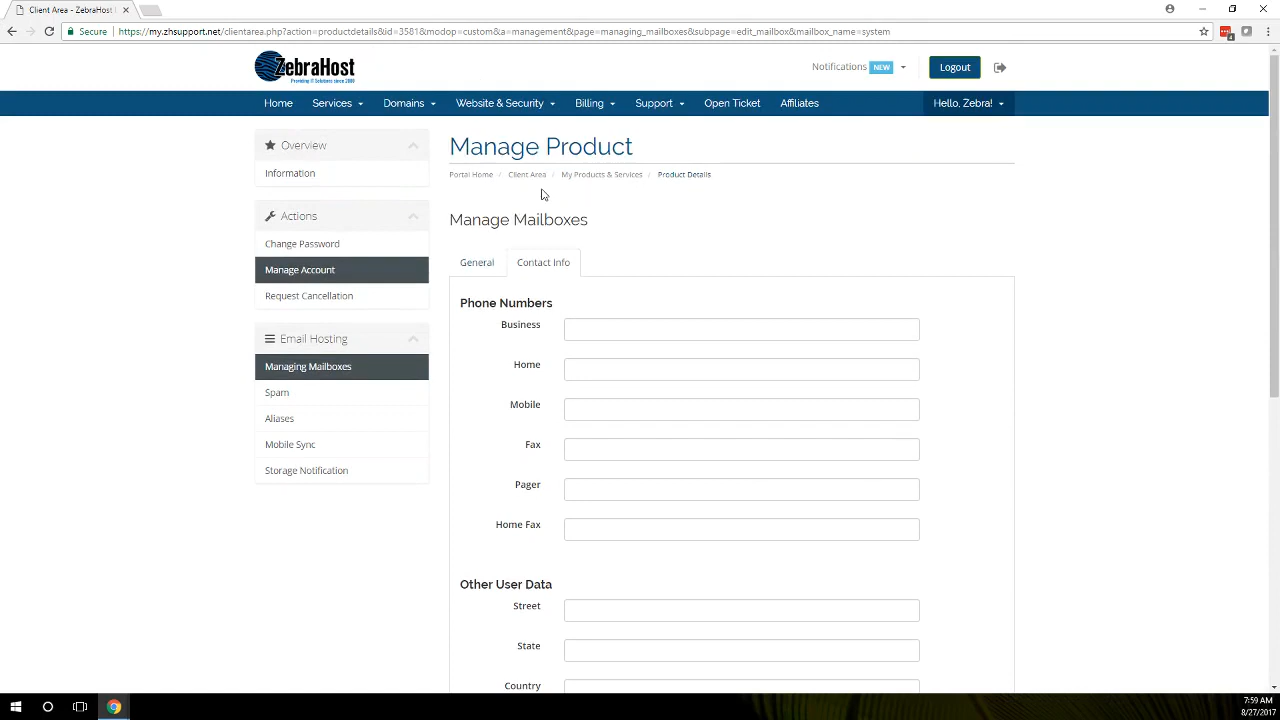 Client Area - ZebraHost
Secure https://my.zhsupport.net/clientarea.php?action=productdetails&id=3581&modop=custom&a=management&page=managing_mailboxes&subpage=edit_mailbox&mailbox_name=system
ZebraHost
Providing IT Solutions since 2000
Notifications NEW
Logout
Home Services Domains Website & Security Billing Support Open Ticket Affiliates Hello, Zebra!
Overview
Information
Actions
Change Password
Manage Account
Request Cancellation
Email Hosting
Managing Mailboxes
Spam
Aliases
Mobile Sync
Storage Notification
Manage Product
Portal Home / Client Area / My Products & Services / Product Details
Manage Mailboxes
General Contact Info
Phone Numbers
Business
Home
Mobile
Fax
Pager
Home Fax
Other User Data
Street
State
Country
7:59 AM
8/27/2017